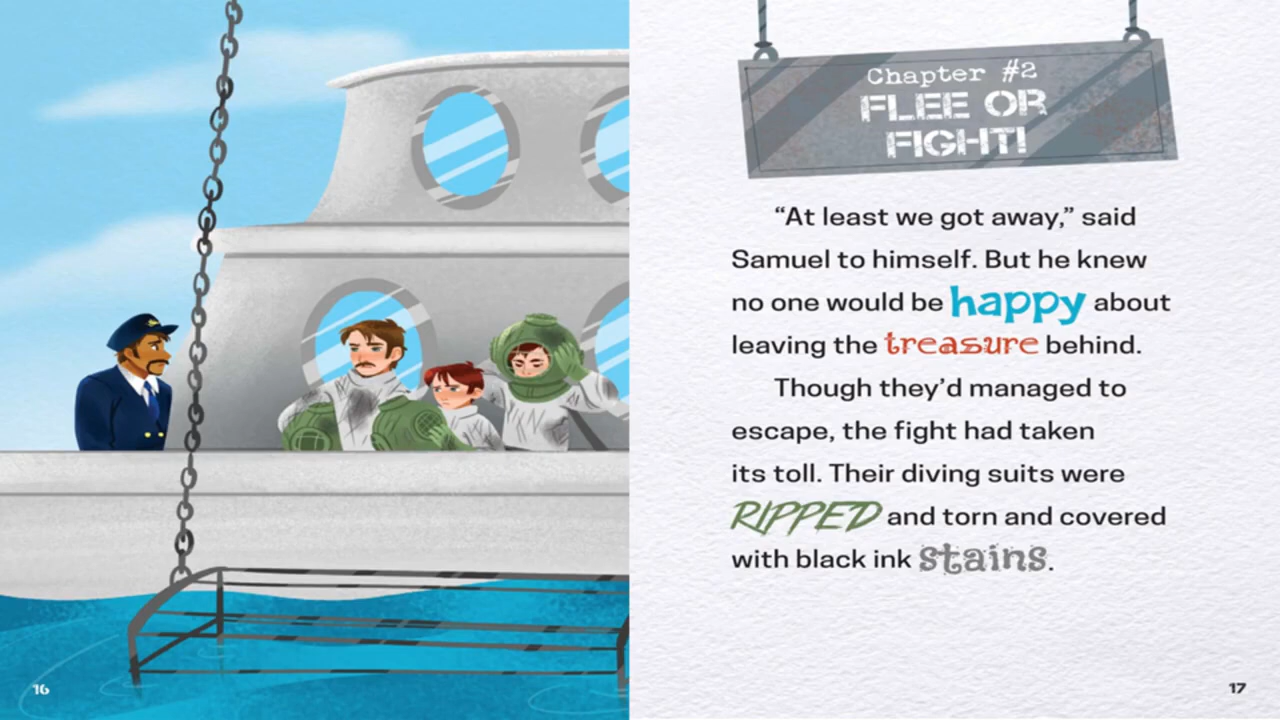 16
Chapter #2
FLEE OR
FIGHT!
“At least we got away,” said
Samuel to himself. But he knew
no one would be happy about
leaving the treasure behind.
Though they’d managed to
escape, the fight had taken
its toll. Their diving suits were
RIPPED and torn and covered
with black ink stains.
17